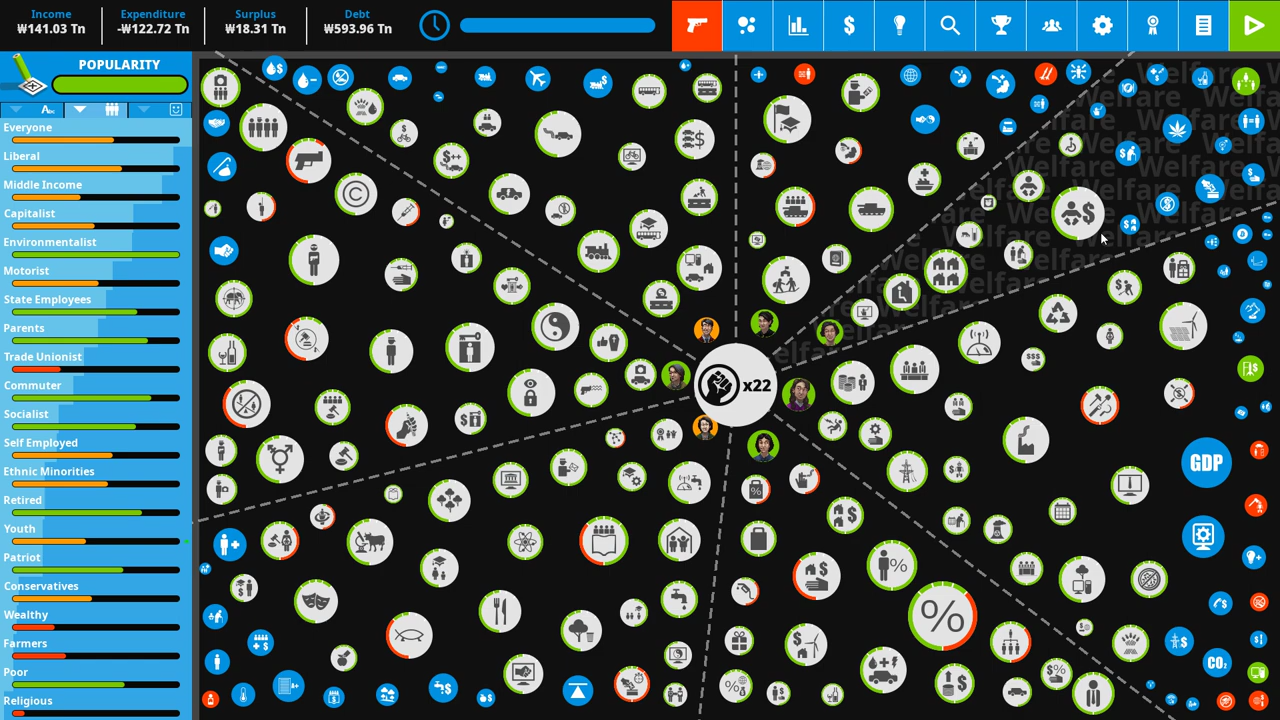 Income
₩141.03 Tn
Expenditure
-₩122.72 Tn
Surplus
₩18.31 Tn
Debt
₩593.96 Tn
POPULARITY
A
Everyone
Liberal
Middle Income
Capitalist
Environmentalist
Motorist
State Employees
Parents
Trade Unionist
Commuter
Socialist
Self Employed
Ethnic Minorities
Retired
Youth
Patriot
Conservatives
Wealthy
Farmers
Poor
Religious
Welfare
x22
GDP
CO₂